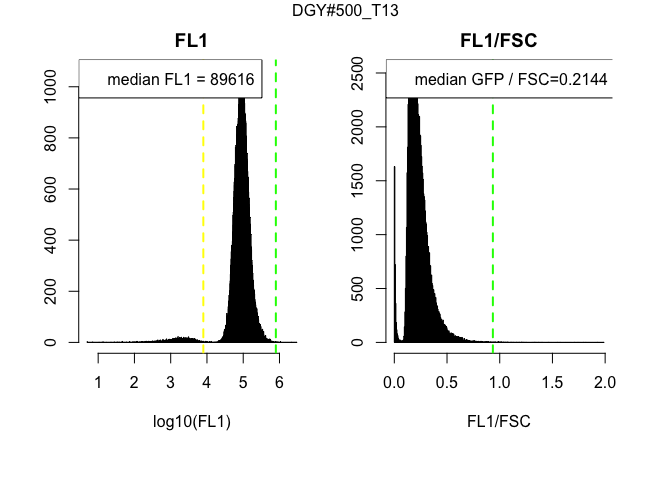 DGY#500_T13
FL1
median FL1 = 89616
0
200
400
600
800
1000
1 2 3 4 5 6
log10(FL1)
FL1/FSC
median GFP / FSC=0.2144
0
500
1000
1500
2000
2500
0.0 0.5 1.0 1.5 2.0
FL1/FSC